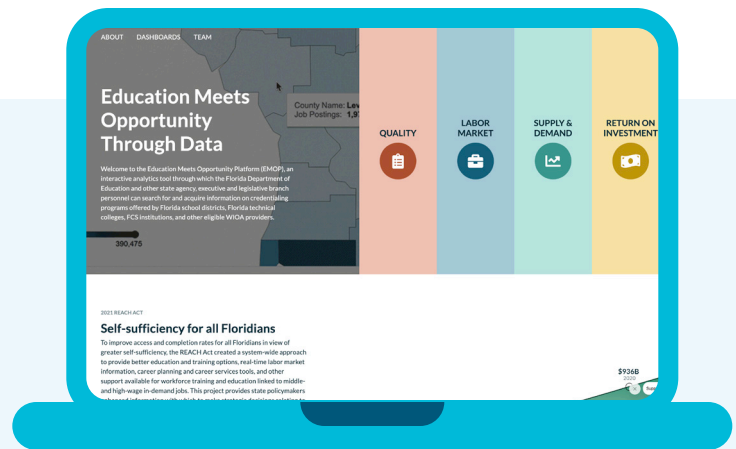 ABOUT DASHBOARDS TEAM
Education Meets
Opportunity
Through Data
Welcome to the Education Meets Opportunity Platform (EMOP), an
interactive analytics tool through which the Florida Department of
Education and other state agency, executive and legislative branch
personnel can search for and acquire information on credentialing
programs offered by Florida school districts, Florida technical
colleges, FCS institutions, and other eligible WIOA providers.
County Name: Lev
Job Postings: 1,97
390,475
QUALITY
LABOR
MARKET
SUPPLY &
DEMAND
RETURN ON
INVESTMENT
2021 REACH ACT
Self-sufficiency for all Floridians
To improve access and completion rates for all Floridians in view of
greater self-sufficiency, the REACH Act created a system-wide approach
to provide better education and training options, real-time labor market
information, career planning and career services tools, and other
support available for workforce training and education linked to middle-
and high-wage in-demand jobs. This project provides state policymakers
$936B
2020